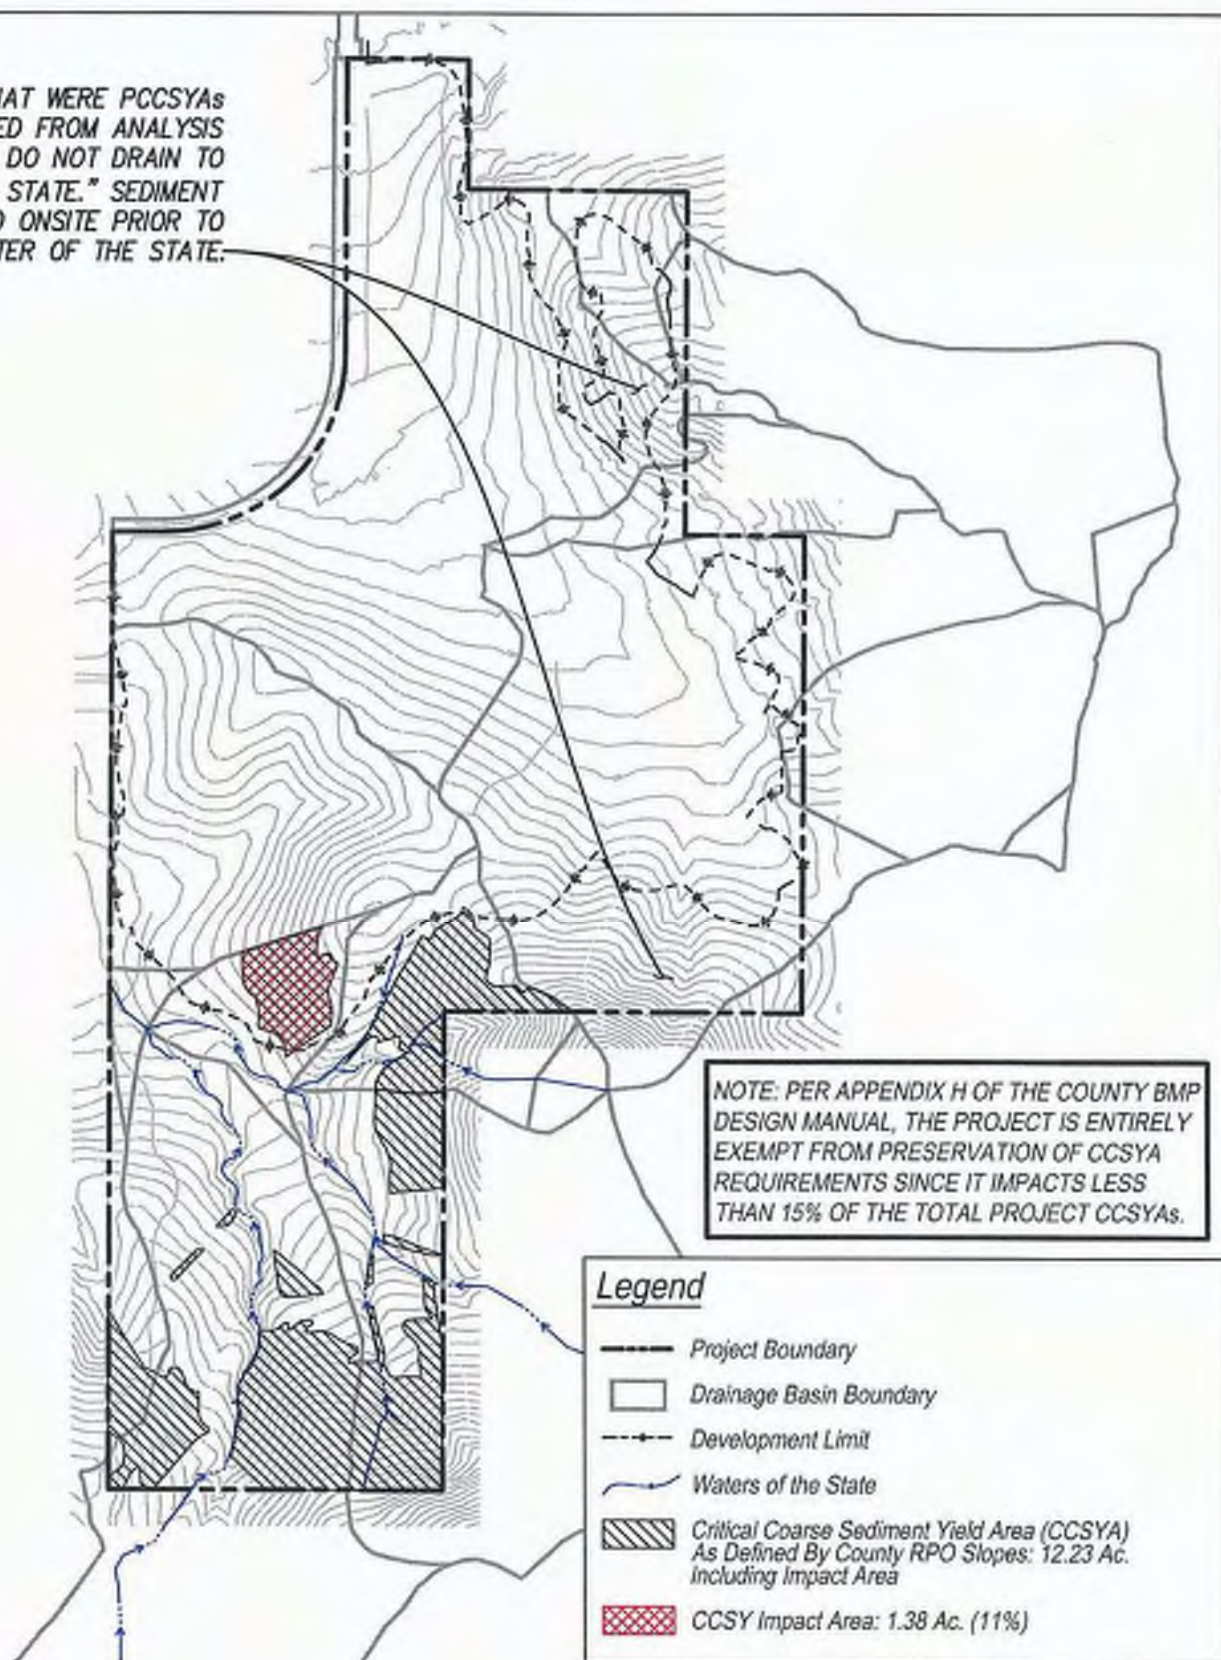 HAT WERE PCCSYAs
ED FROM ANALYSIS
DO NOT DRAIN TO
STATE." SEDIMENT
ONSITE PRIOR TO
TER OF THE STATE.
NOTE: PER APPENDIX H OF THE COUNTY BMP
DESIGN MANUAL, THE PROJECT IS ENTIRELY
EXEMPT FROM PRESERVATION OF CCSYA
REQUIREMENTS SINCE IT IMPACTS LESS
THAN 15% OF THE TOTAL PROJECT CCSYAs.
Legend
Project Boundary
Drainage Basin Boundary
Development Limit
Waters of the State
Critical Coarse Sediment Yield Area (CCSYA)
As Defined By County RPO Slopes: 12.23 Ac.
Including Impact Area
CCSY Impact Area: 1.38 Ac. (11%)